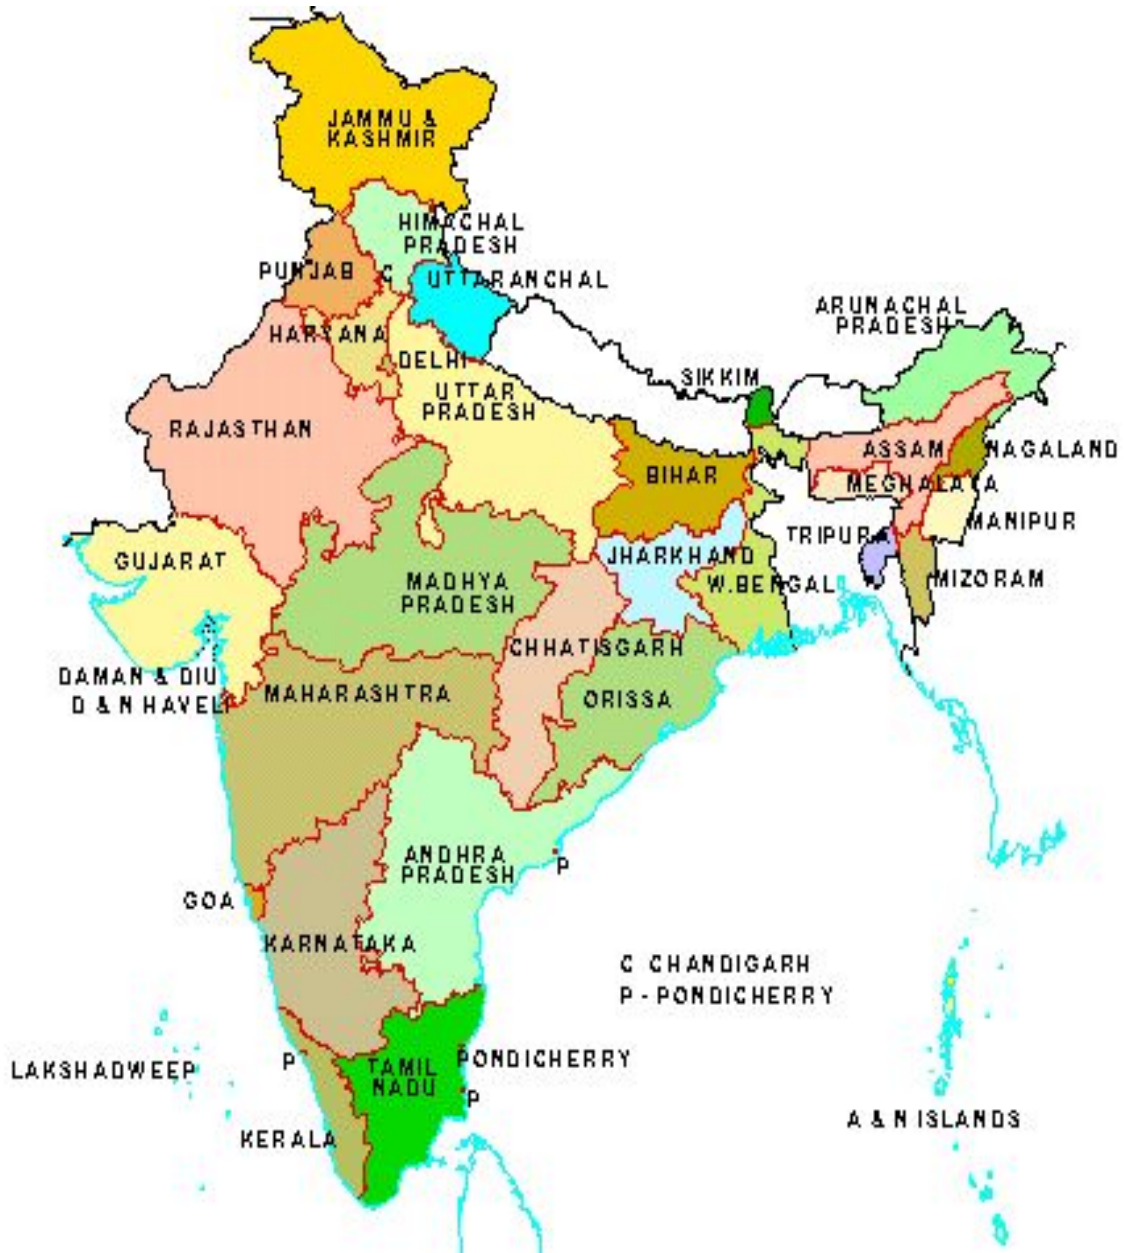 JAMMU &
KASHMIR
HIMACHAL
PRADESH
PUNJAB
C
UTTARANCHAL
ARUNACHAL
PRADESH
HARYANA
DELHI
SIKKIM
UTTAR
PRADESH
RAJASTHAN
ASSAM
NAGALAND
BIHAR
MEGHALAYA
MANIPUR
TRIPURA
GUJARAT
JHARKHAND
MADHYA
PRADESH
W.BENGAL
MIZORAM
CHHATISGARH
DAMAN & DIU
D & N HAVELI
MAHARASHTRA
ORISSA
ANDHRA
PRADESH
P
GOA
KARNATAKA
C CHANDIGARH
P - PONDICHERRY
P
PONDICHERRY
LAKSHADWEEP
TAMIL
NADU
P
A & N ISLANDS
KERALA